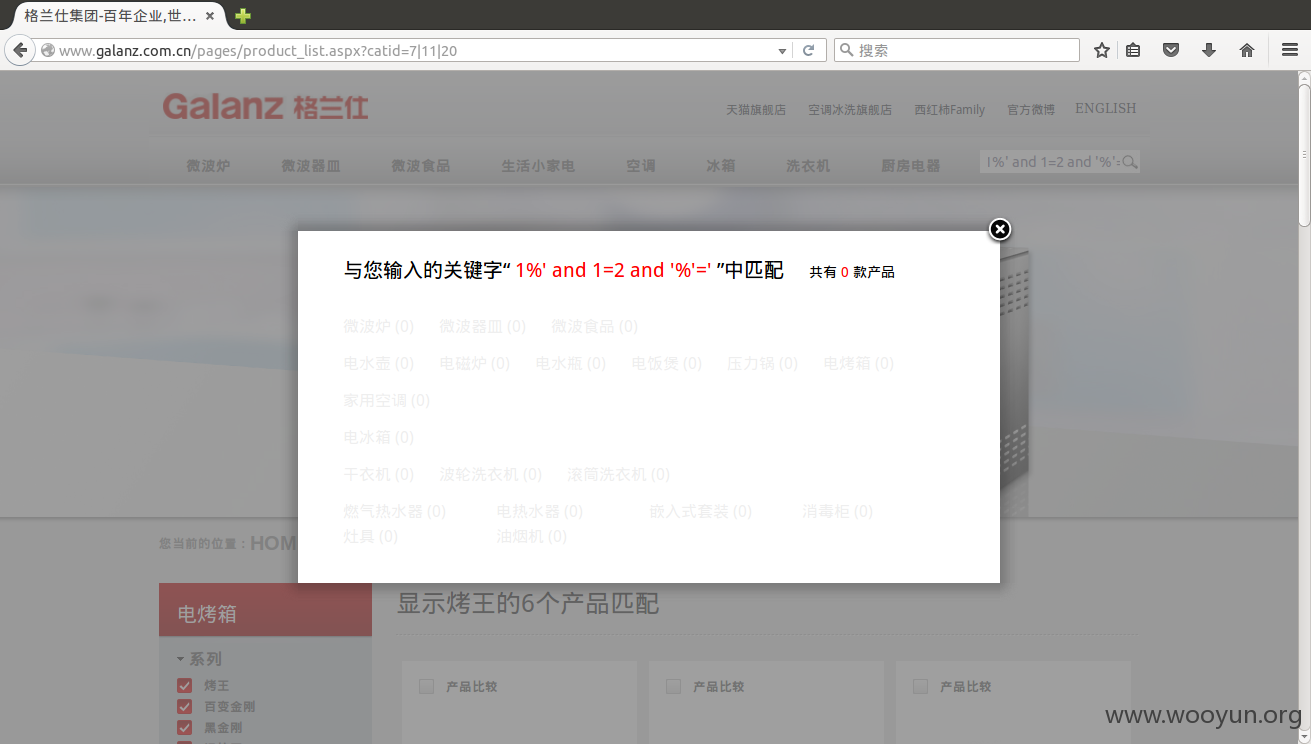 格兰仕集团-百年企业,世...
www.galanz.com.cn/pages/product_list.aspx?catid=7|11|20
搜索
Galanz 格兰仕
天猫旗舰店 空调冰洗旗舰店 西红柿Family 官方微博 ENGLISH
微波炉 微波器皿 微波食品 生活小家电 空调 冰箱 洗衣机 厨房电器 1%' and 1=2 and '%'=
与您输入的关键字“ 1%' and 1=2 and '%'=' ”中匹配 共有 0 款产品
微波炉 (0) 微波器皿 (0) 微波食品 (0)
电水壶 (0) 电磁炉 (0) 电水瓶 (0) 电饭煲 (0) 压力锅 (0) 电烤箱 (0)
家用空调 (0)
电冰箱 (0)
干衣机 (0) 波轮洗衣机 (0) 滚筒洗衣机 (0)
燃气热水器 (0) 电热水器 (0) 嵌入式套装 (0) 消毒柜 (0)
灶具 (0) 油烟机 (0)
您当前的位置：HOM
电烤箱
显示烤王的6个产品匹配
系列
烤王
百变金刚
黑金刚
产品比较 产品比较 产品比较
www.wooyun.org